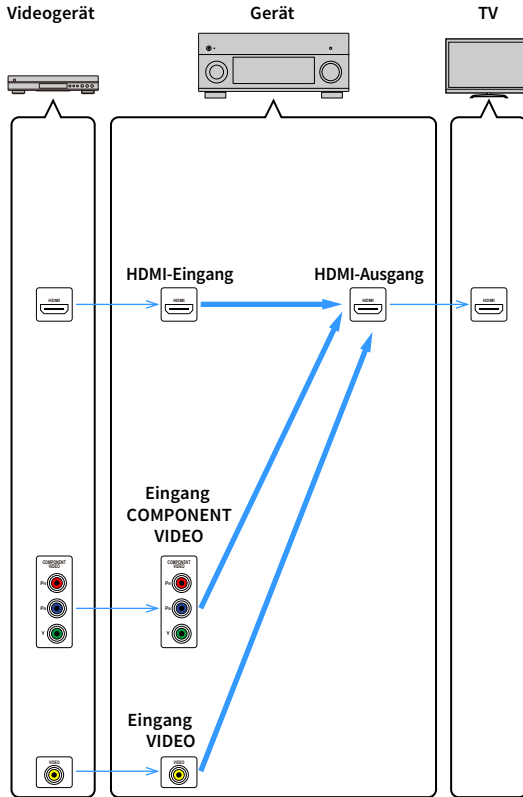 Videogerät
Gerät
TV
HDMI-Eingang
HDMI-Ausgang
HDMI
HDMI
HDMI
HDMI
Eingang
COMPONENT
VIDEO
COMPONENT
VIDEO
PR
PB
Y
COMPONENT
VIDEO
PR
PB
Y
Eingang
VIDEO
VIDEO
VIDEO